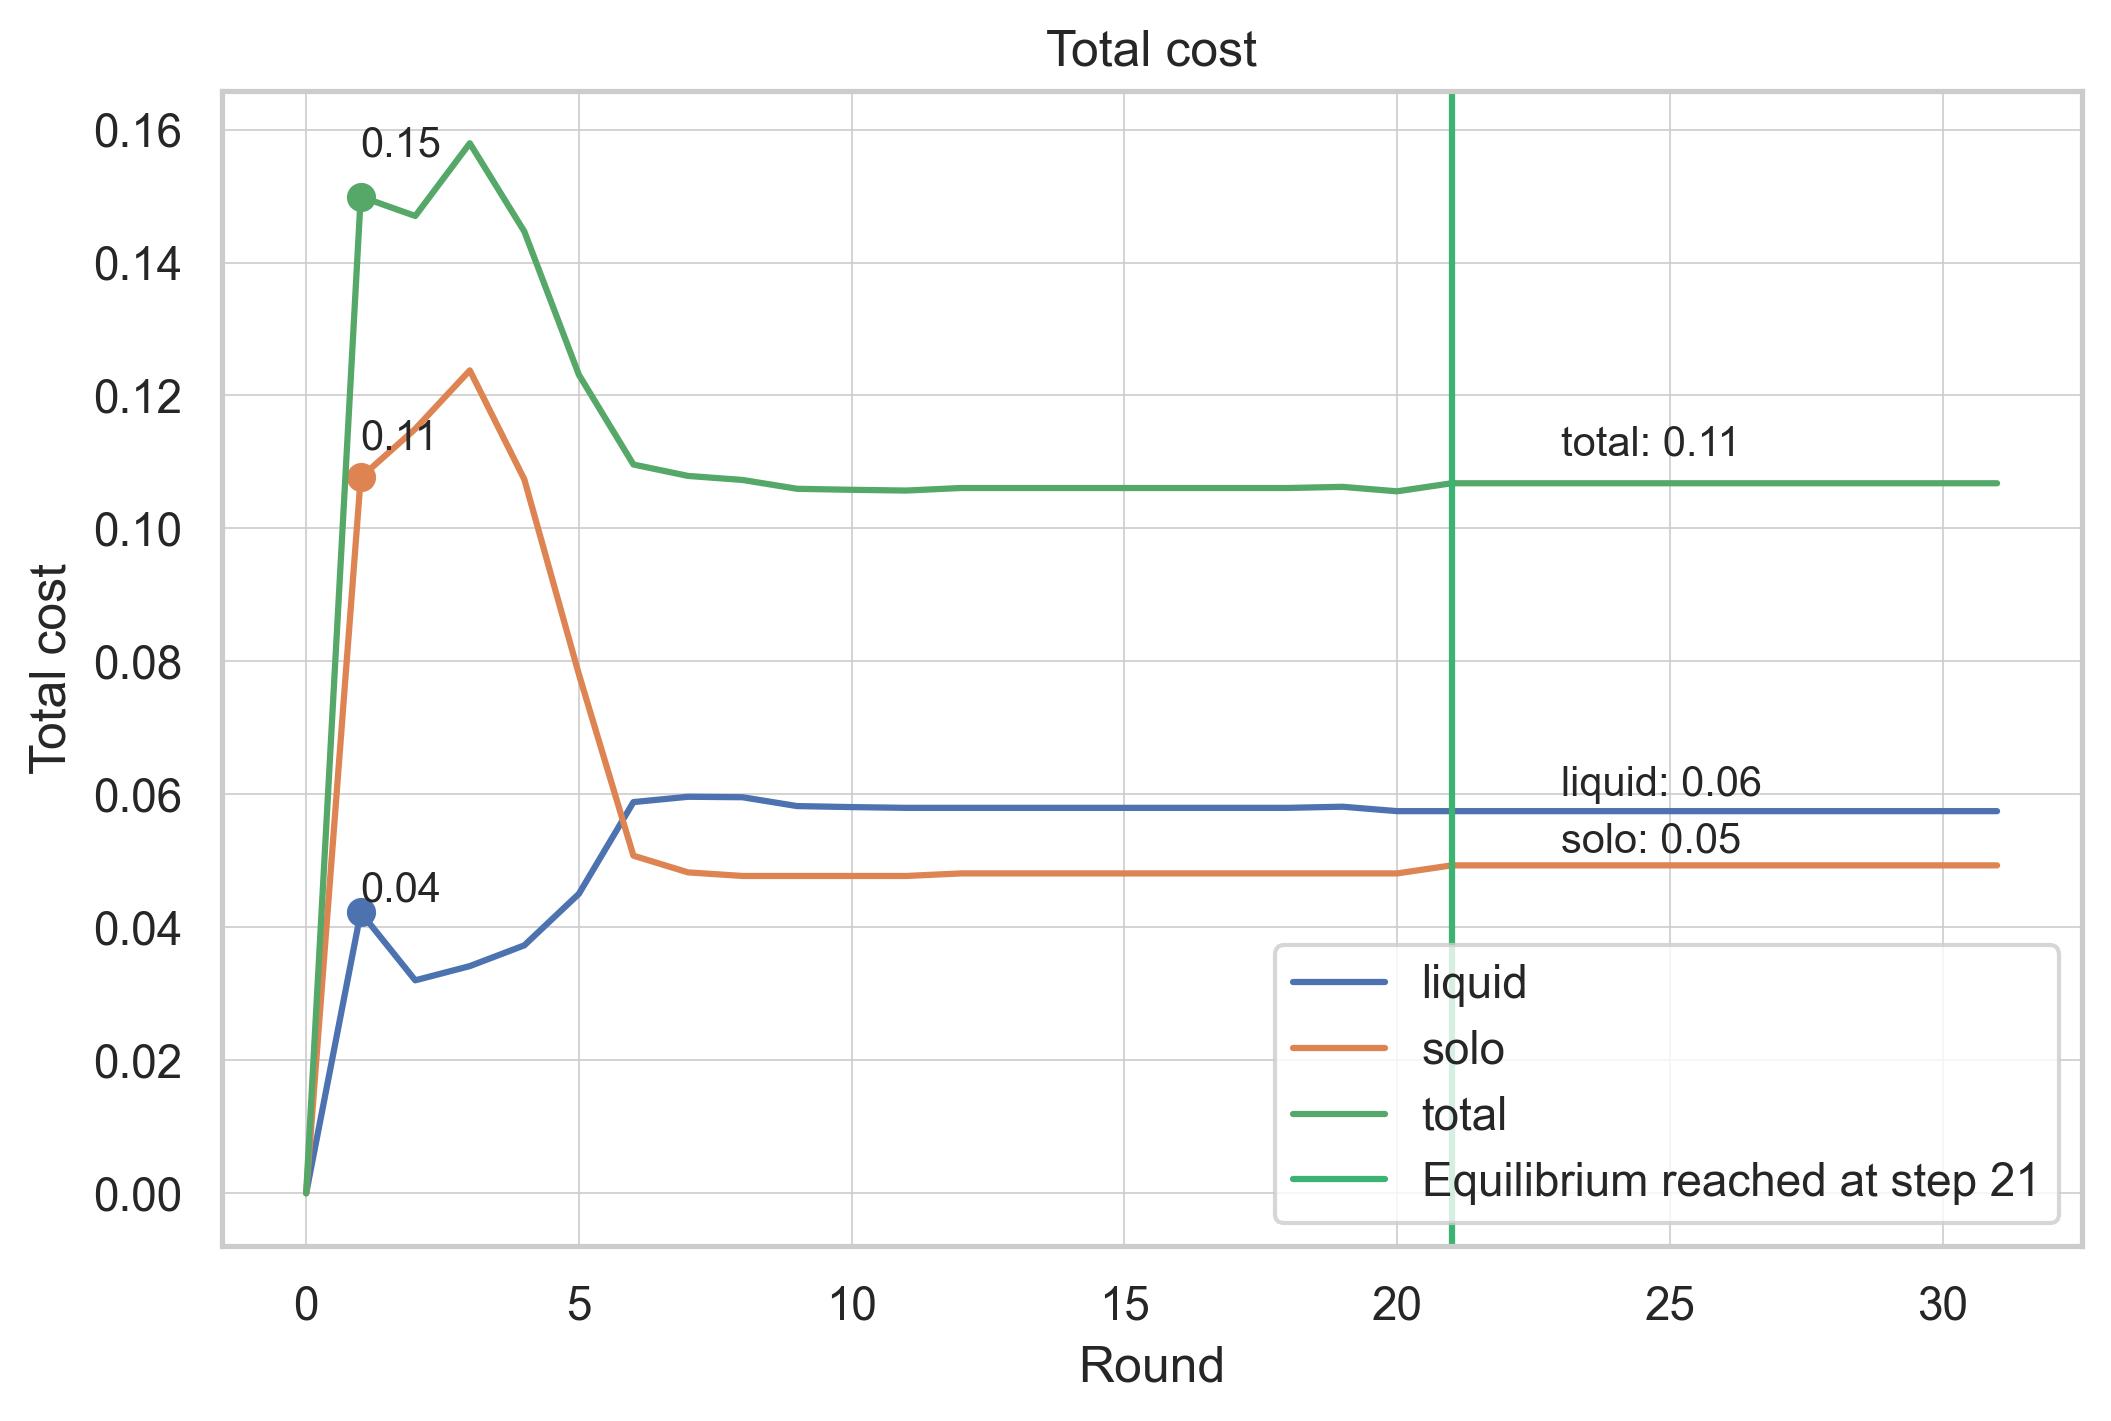 Total cost
0.16
0.14
0.12
0.10
0.08
0.06
0.04
0.02
0.00
Total cost
0.15
0.11
0.04
total: 0.11
liquid: 0.06
solo: 0.05
liquid
solo
total
Equilibrium reached at step 21
0 5 10 15 20 25 30
Round